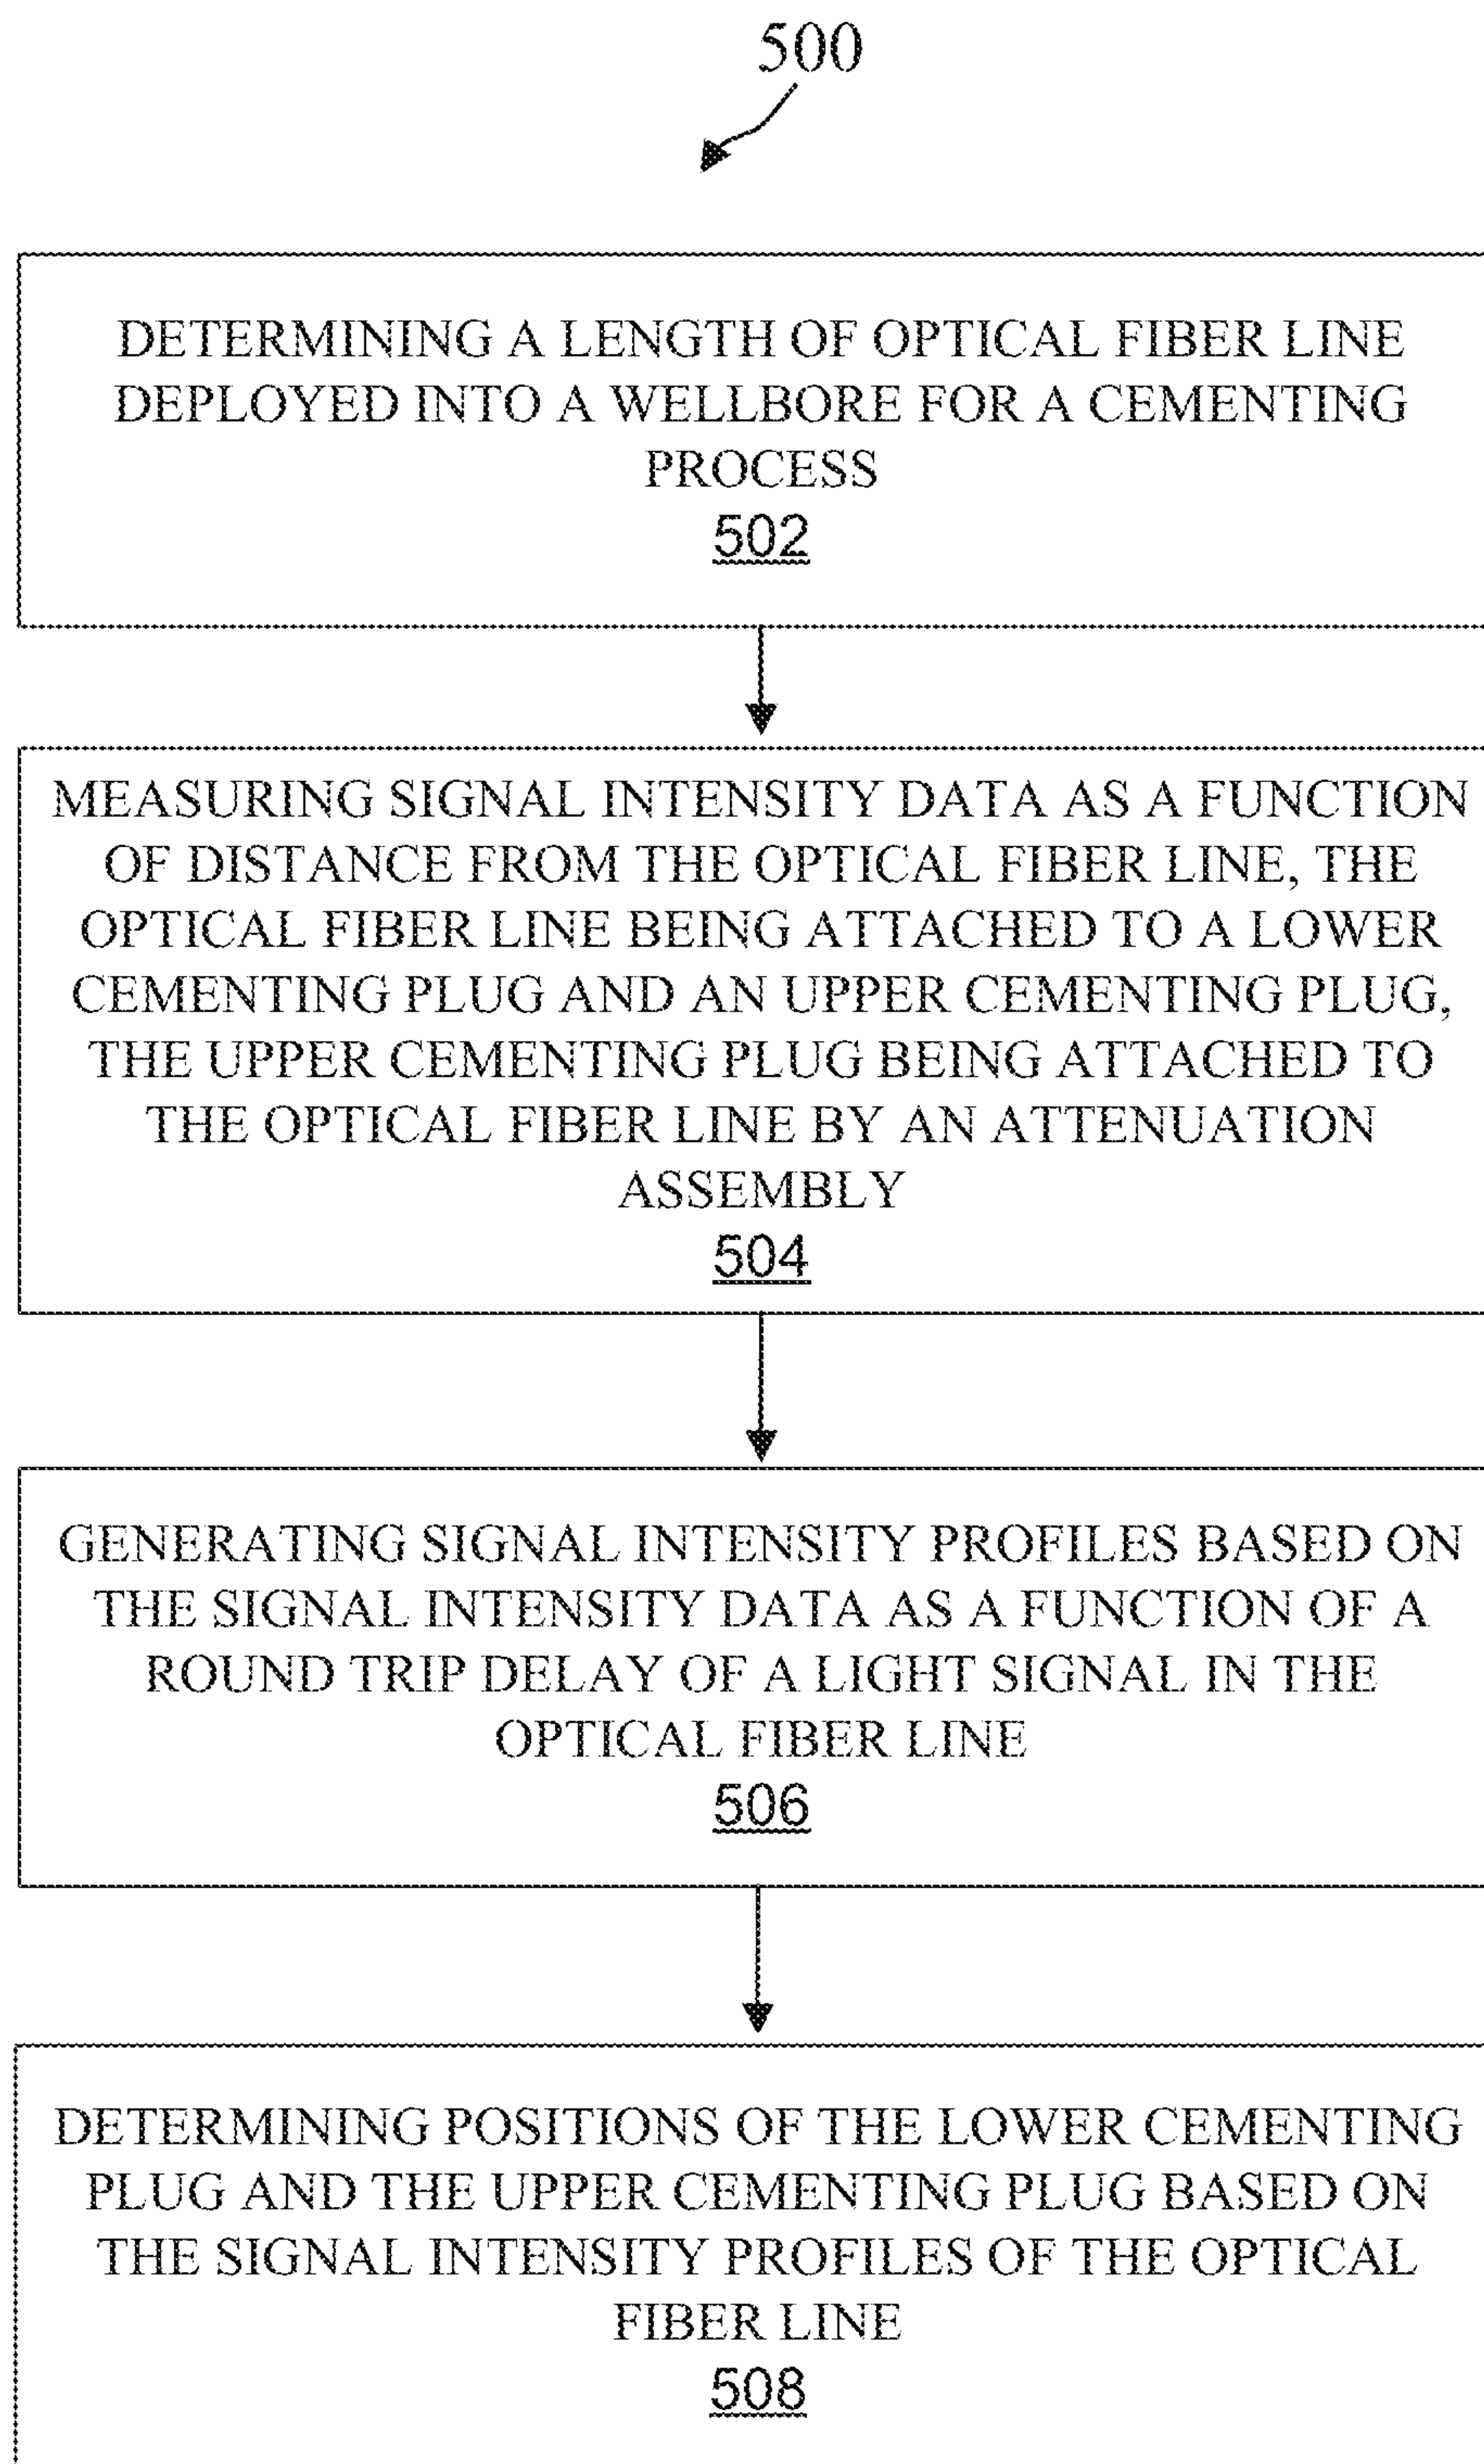 500
DETERMINING A LENGTH OF OPTICAL FIBER LINE
DEPLOYED INTO A WELLBORE FOR A CEMENTING
PROCESS
502
MEASURING SIGNAL INTENSITY DATA AS A FUNCTION
OF DISTANCE FROM THE OPTICAL FIBER LINE, THE
OPTICAL FIBER LINE BEING ATTACHED TO A LOWER
CEMENTING PLUG AND AN UPPER CEMENTING PLUG,
THE UPPER CEMENTING PLUG BEING ATTACHED TO
THE OPTICAL FIBER LINE BY AN ATTENUATION
ASSEMBLY
504
GENERATING SIGNAL INTENSITY PROFILES BASED ON
THE SIGNAL INTENSITY DATA AS A FUNCTION OF A
ROUND TRIP DELAY OF A LIGHT SIGNAL IN THE
OPTICAL FIBER LINE
506
DETERMINING POSITIONS OF THE LOWER CEMENTING
PLUG AND THE UPPER CEMENTING PLUG BASED ON
THE SIGNAL INTENSITY PROFILES OF THE OPTICAL
FIBER LINE
508